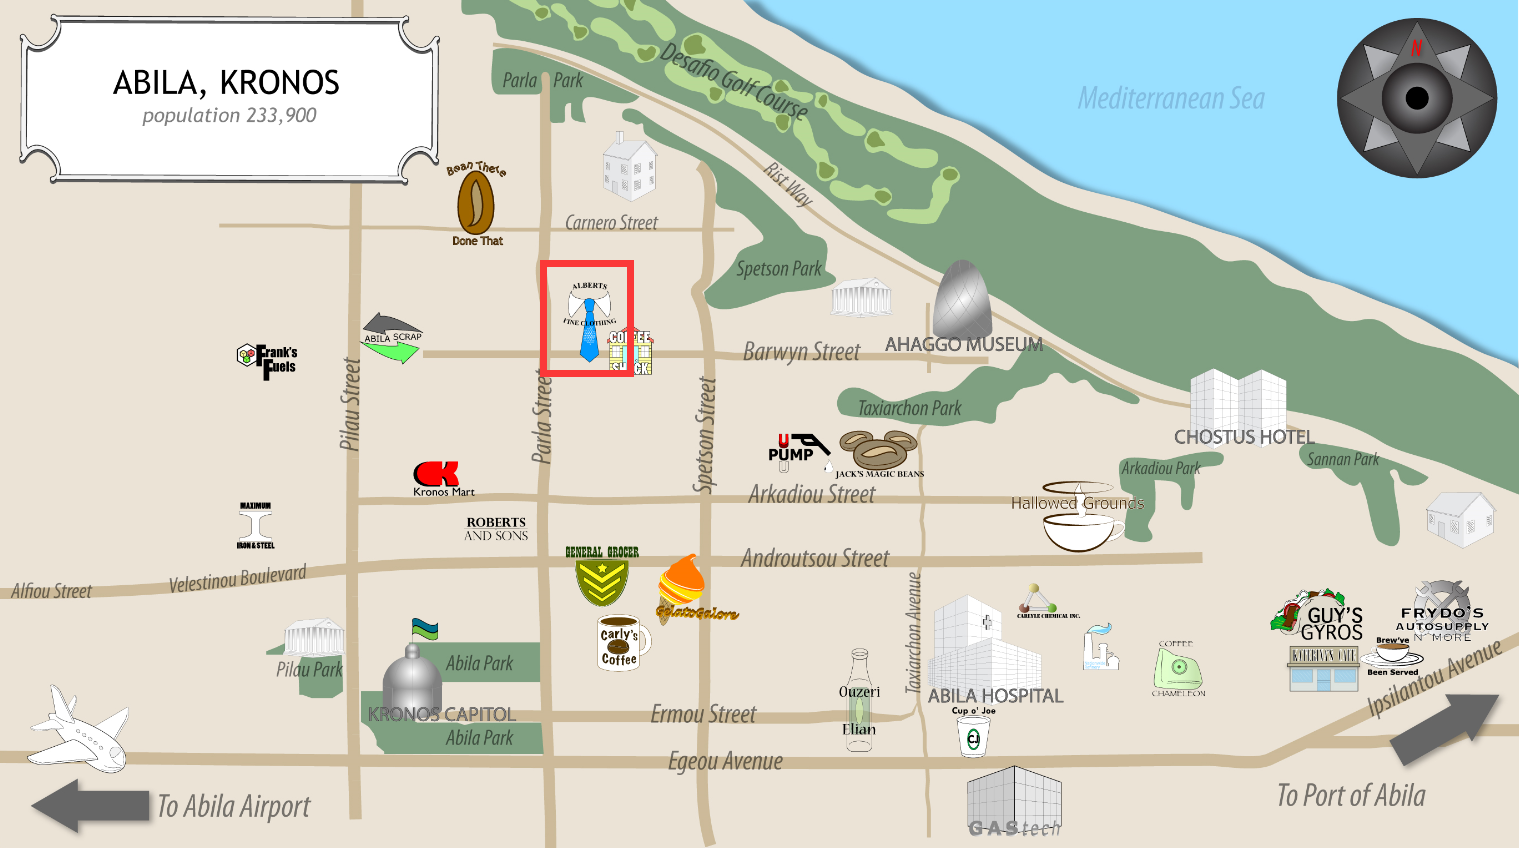 ABILA, KRONOS
population 233,900
N
Mediterranean Sea
Desafio Golf Course
Parla Park
Rist Way
Bean There
Done That
Carnero Street
Spetson Park
ALBERTS
FINE CLOTHING
COFFEE
SHACK
ABILA SCRAP
Frank's
Fuels
Barwyn Street
AHAGGO MUSEUM
Pilau Street
Parla Street
Spetson Street
Taxiarchon Park
CHOSTUS HOTEL
U
PUMP
JACK'S MAGIC BEANS
Arkadiou Park
Sannan Park
Kronos Mart
Arkadiou Street
Hallowed Grounds
MAXIMUM
IRON & STEEL
ROBERTS
AND SONS
GENERAL GROCER
Androutsou Street
Alfiou Street
Velestinou Boulevard
GelatoGalore
Taxiarchon Avenue
CARLYLE CHEMICAL INC.
GUY'S
GYROS
FRYDO'S
AUTOSUPPLY
N' MORE
Carly's
Coffee
COFFEE
CHAMELEON
Brew've
Been Served
Pilau Park
Abila Park
Ouzeri
Elian
ABILA HOSPITAL
Ipsilantou Avenue
KRONOS CAPITOL
Ermou Street
Cup o' Joe
CJ
Abila Park
Egeou Avenue
To Abila Airport
To Port of Abila
GAStech